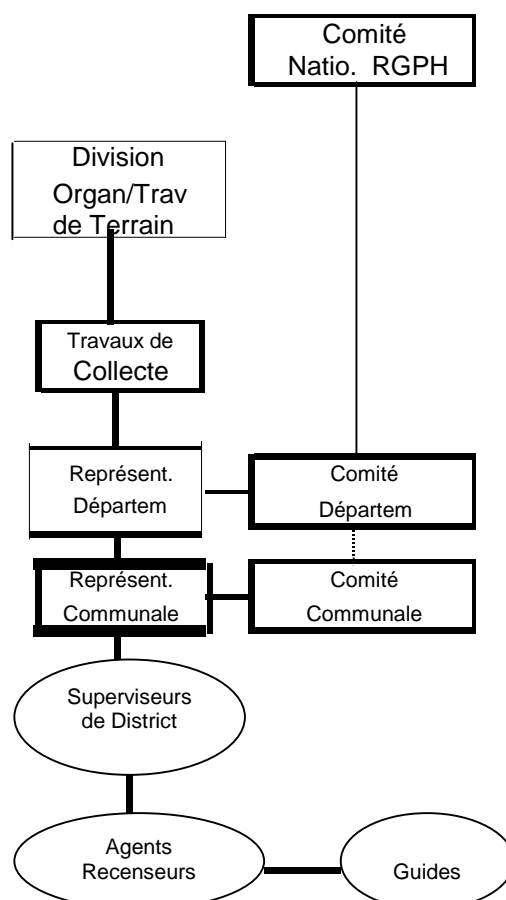 Comité
Natio. RGPH
Division
Organ/Trav
de Terrain
Travaux de
Collecte
Représent.
Départem
Comité
Départem
Représent.
Communale
Comité
Communale
Superviseurs
de District
Agents
Recenseurs
Guides